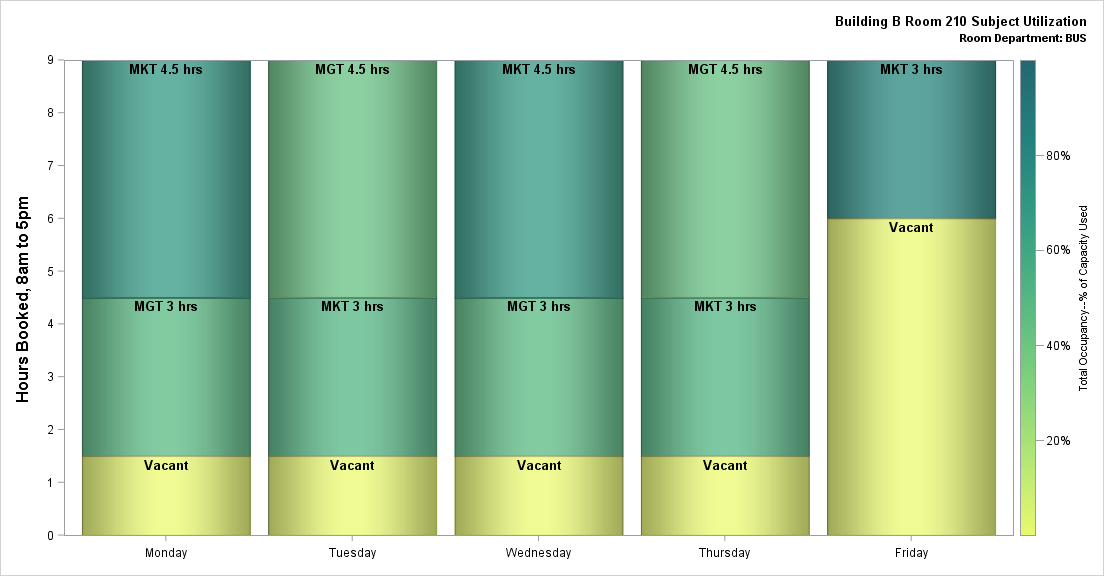 Building B Room 210 Subject Utilization
Room Department: BUS
Hours Booked, 8am to 5pm
9
8
7
6
5
4
3
2
1
0
MKT 4.5 hrs
MGT 3 hrs
Vacant
MGT 4.5 hrs
MKT 3 hrs
Vacant
MKT 4.5 hrs
MGT 3 hrs
Vacant
MGT 4.5 hrs
MKT 3 hrs
Vacant
MKT 3 hrs
Vacant
Monday
Tuesday
Wednesday
Thursday
Friday
80%
60%
40%
20%
Total Occupancy--% of Capacity Used